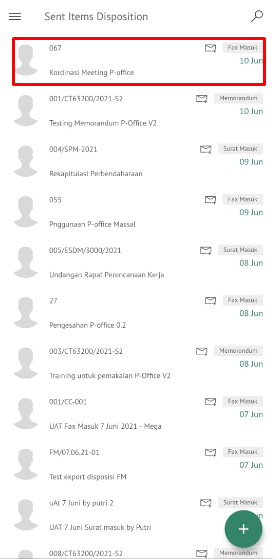 Sent Items Disposition
067 Fax Masuk
10 Jun
Kordinasi Meeting P-office
001/CT63200/2021-S2 Memorandum
10 Jun
Testing Memorandum P-Office V2
004/SPM-2021 Surat Masuk
09 Jun
Rekapitulasi Perbendaharaan
055 Fax Masuk
09 Jun
Pnggunaan P-office Massal
005/ESDM/3000/2021 Surat Masuk
08 Jun
Undangan Rapat Perencanaan Kerja
27 Fax Masuk
08 Jun
Pengesahan P-office 0.2
003/CT63200/2021-S2 Memorandum
08 Jun
Training untuk pemakalan P-Office V2
001/CC-001 Fax Masuk
07 Jun
UAT Fax Masuk 7 Juni 2021 - Mega
FM/07.06.21-01 Fax Masuk
07 Jun
Test export disposisi FM
uAt 7 Juni by putri 2 Surat Masuk
Jun
UAT 7 Juni Surat masuk by Putri
008/CT63200/2021-S2 Memorandum